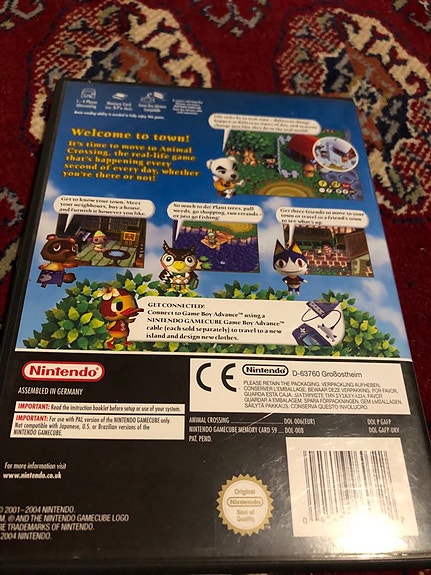 1-4 Player
Memory Card
Welcome to town!
It's time to move to Animal
Crossing, the real-life game
that's happening every
second of every day, whether
you're there or not!
Get to know your town. Meet
your neighbours, buy a house
and furnish it however you like.
So much to do! Plant trees, pull
weeds, go shopping, run errands -
or just go fishing!
Get three friends to move to your
town or travel to a friend's town
to see what's up.
GET CONNECTED!
Connect to Game Boy Advance™ using a
NINTENDO GAMECUBE Game Boy Advance™
cable (each sold separately) to travel to a new
island and design new clothes.
Nintendo
ASSEMBLED IN GERMANY
IMPORTANT: Read the instruction booklet before setup or use of your system.
IMPORTANT: For use with PAL version of the NINTENDO GAMECUBE only.
Not compatible with Japanese, U.S. or Brazilian versions of the
NINTENDO GAMECUBE.
CE
Nintendo
D-63760 Großostheim
PLEASE RETAIN THE PACKAGING. VERPACKUNG AUFHEBEN.
ANIMAL CROSSING
DOL-006(EUR)
DOL P GAFP
NINTENDO GAMECUBE MEMORY CARD 59
DOL-008
DOL-GAFP-UKV
PAT. PEND.
For more information visit
www.nintendo.co.uk
Original
Nintendo
Seal of
Quality
2001-2004 NINTENDO.
AND THE NINTENDO GAMECUBE LOGO
TRADEMARKS OF NINTENDO.
2004 NINTENDO.